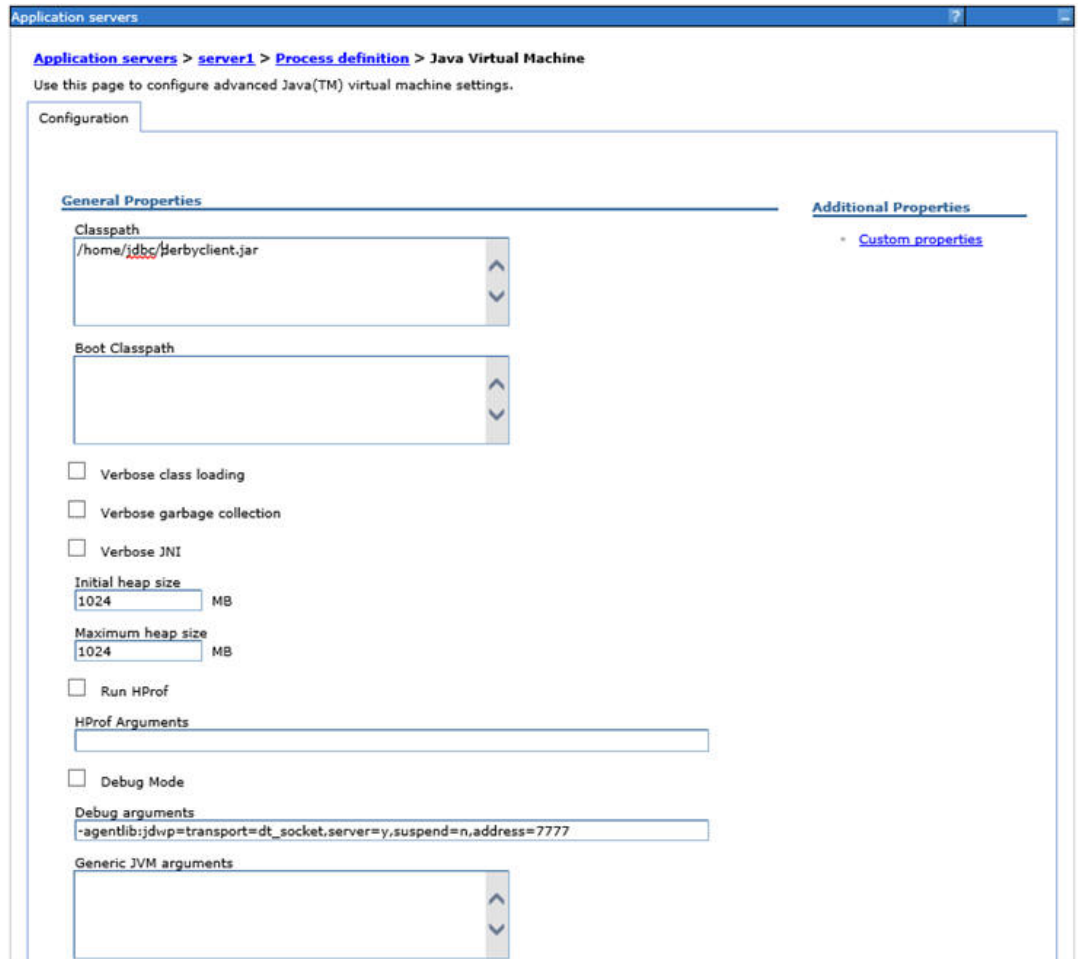 Application servers
?
Application servers > server1 > Process definition > Java Virtual Machine
Use this page to configure advanced Java(TM) virtual machine settings.
Configuration
General Properties
Classpath
/home/jdbc/derbyclient.jar
Boot Classpath
Verbose class loading
Verbose garbage collection
Verbose JNI
Initial heap size
1024 MB
Maximum heap size
1024 MB
Run HProf
HProf Arguments
Debug Mode
Debug arguments
-agentlib:jdwp=transport=dt_socket,server=y,suspend=n,address=7777
Generic JVM arguments
Additional Properties
Custom properties